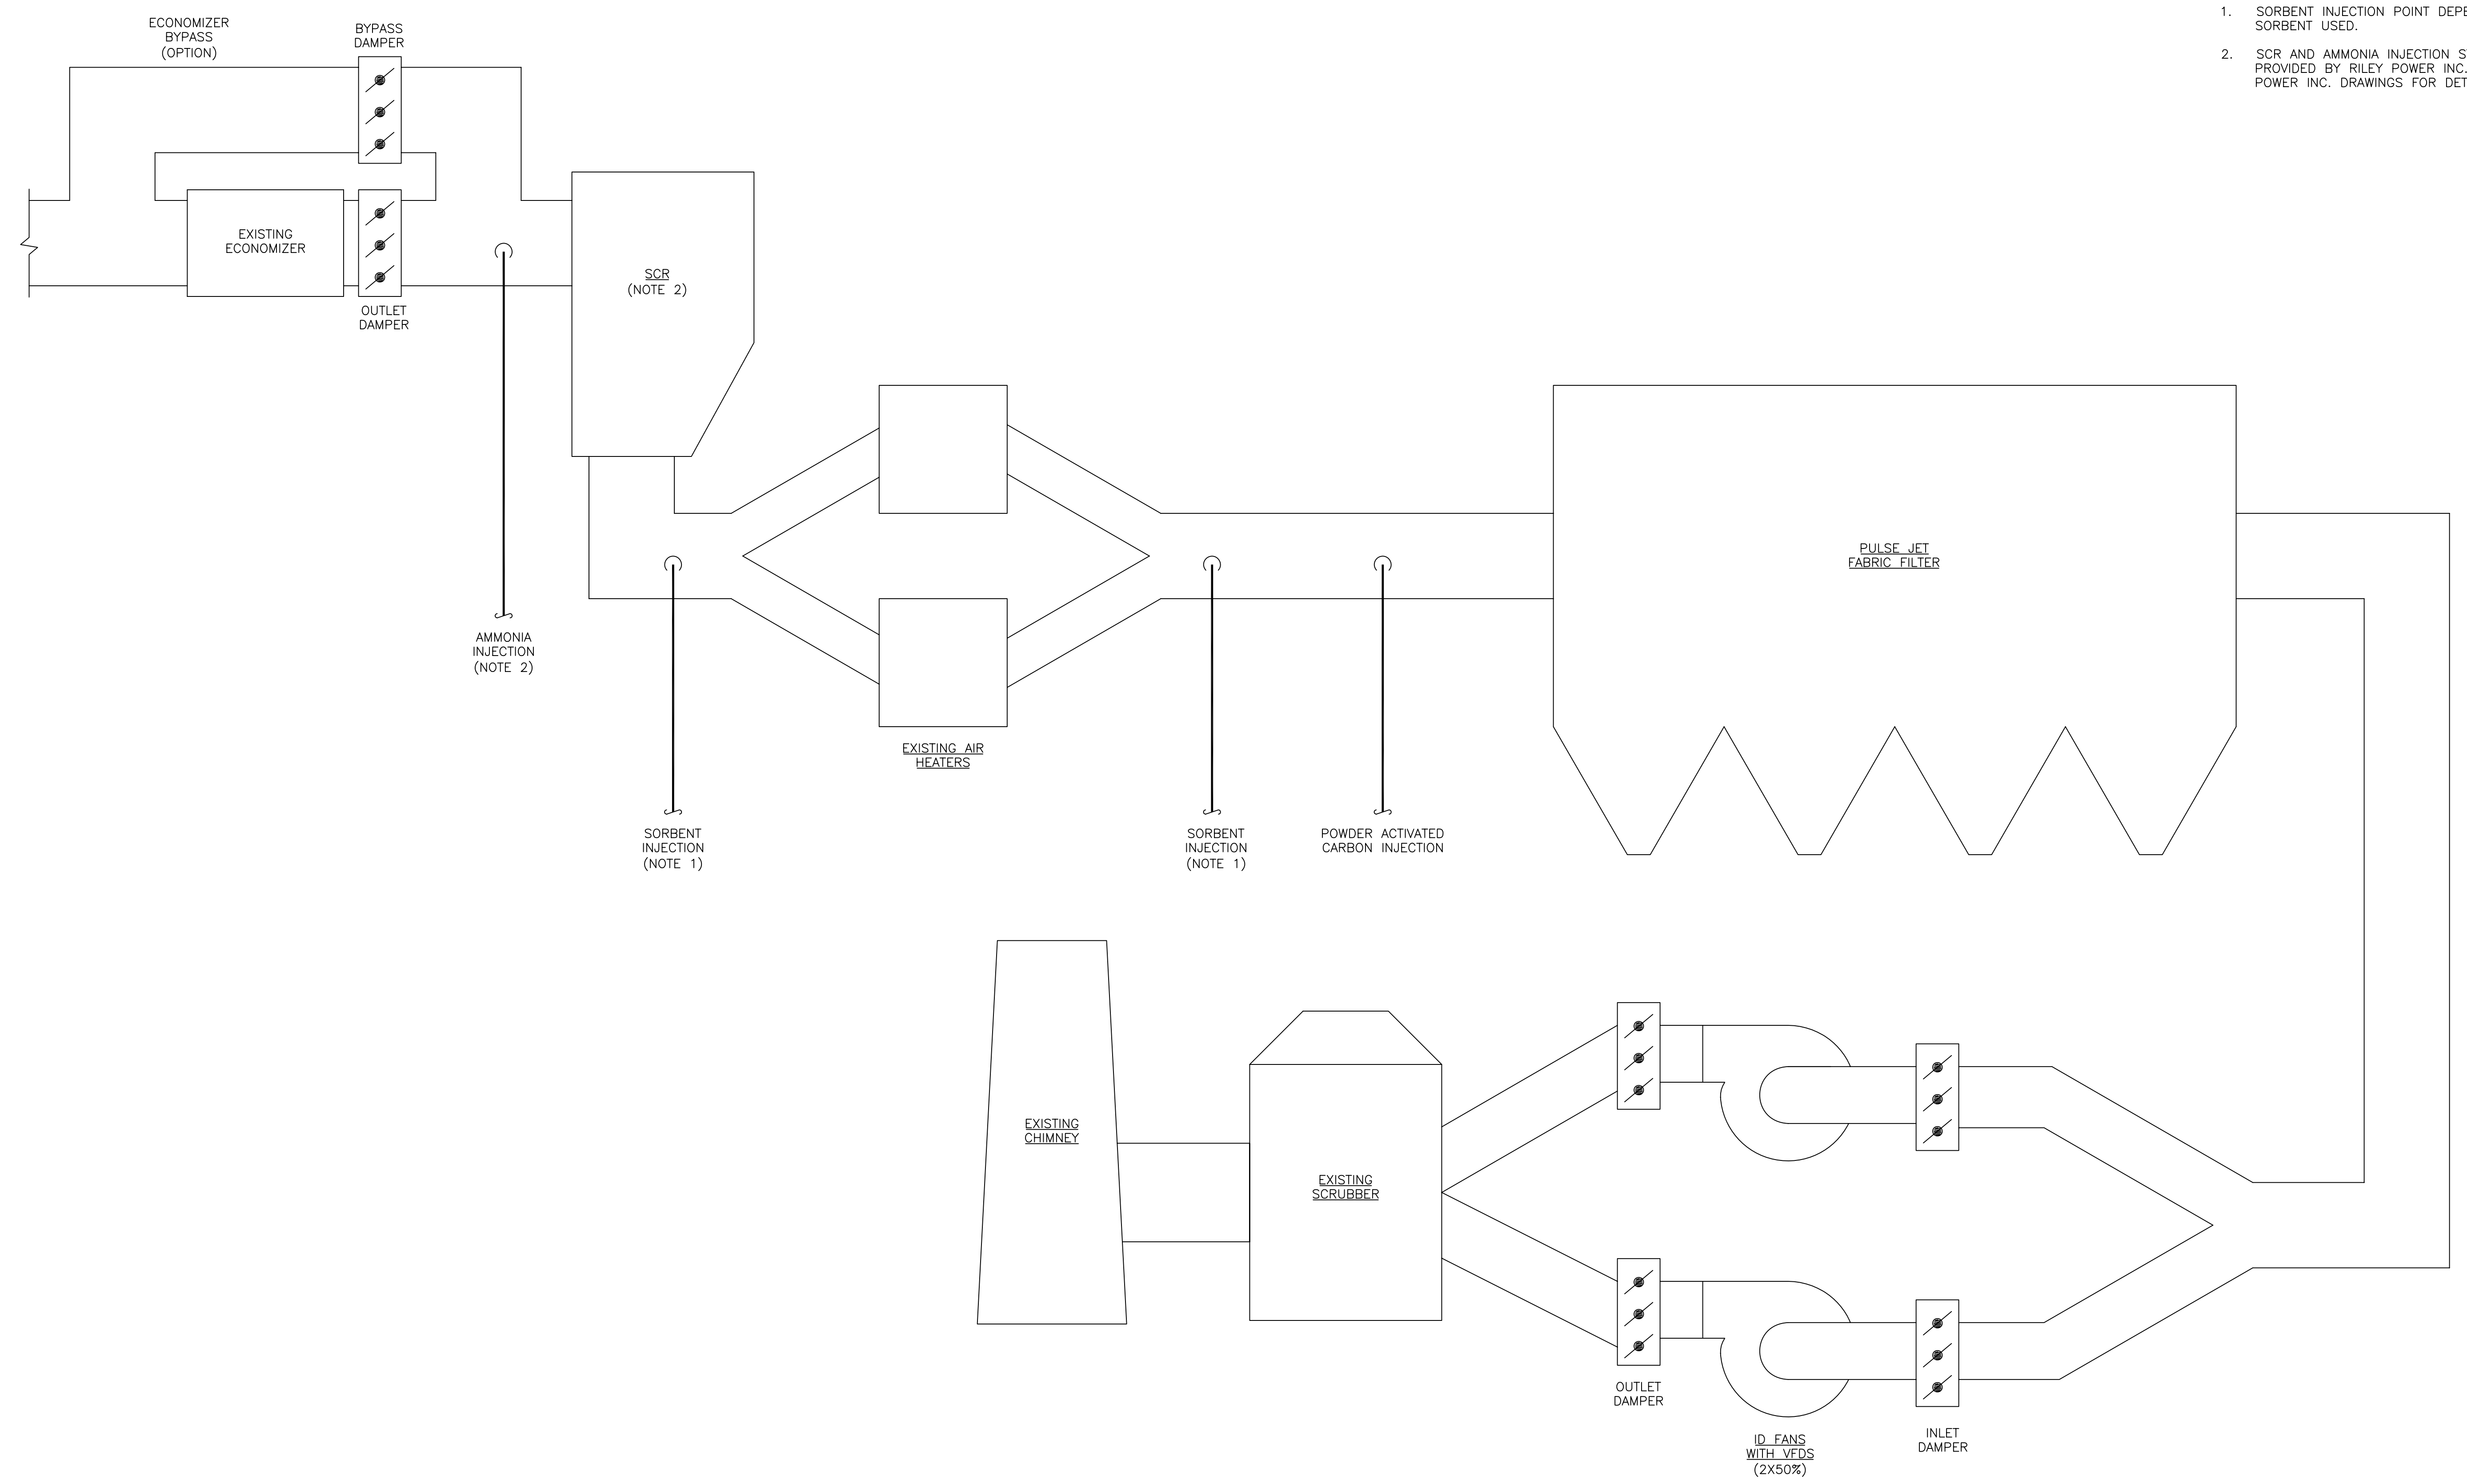 ECONOMIZER
BYPASS
(OPTION)
BYPASS
DAMPER
1. SORBENT INJECTION POINT
SORBENT USED.
2. SCR AND AMMONIA INJECTION
PROVIDED BY RILEY POWER INC.
POWER INC. DRAWINGS FOR
EXISTING
ECONOMIZER
OUTLET
DAMPER
SCR
(NOTE 2)
AMMONIA
INJECTION
(NOTE 2)
EXISTING AIR
HEATERS
PULSE JET
FABRIC FILTER
SORBENT
INJECTION
(NOTE 1)
SORBENT
INJECTION
(NOTE 1)
POWDER ACTIVATED
CARBON INJECTION
EXISTING
CHIMNEY
EXISTING
SCRUBBER
OUTLET
DAMPER
ID FANS
WITH VFDS
(2X50%)
INLET
DAMPER